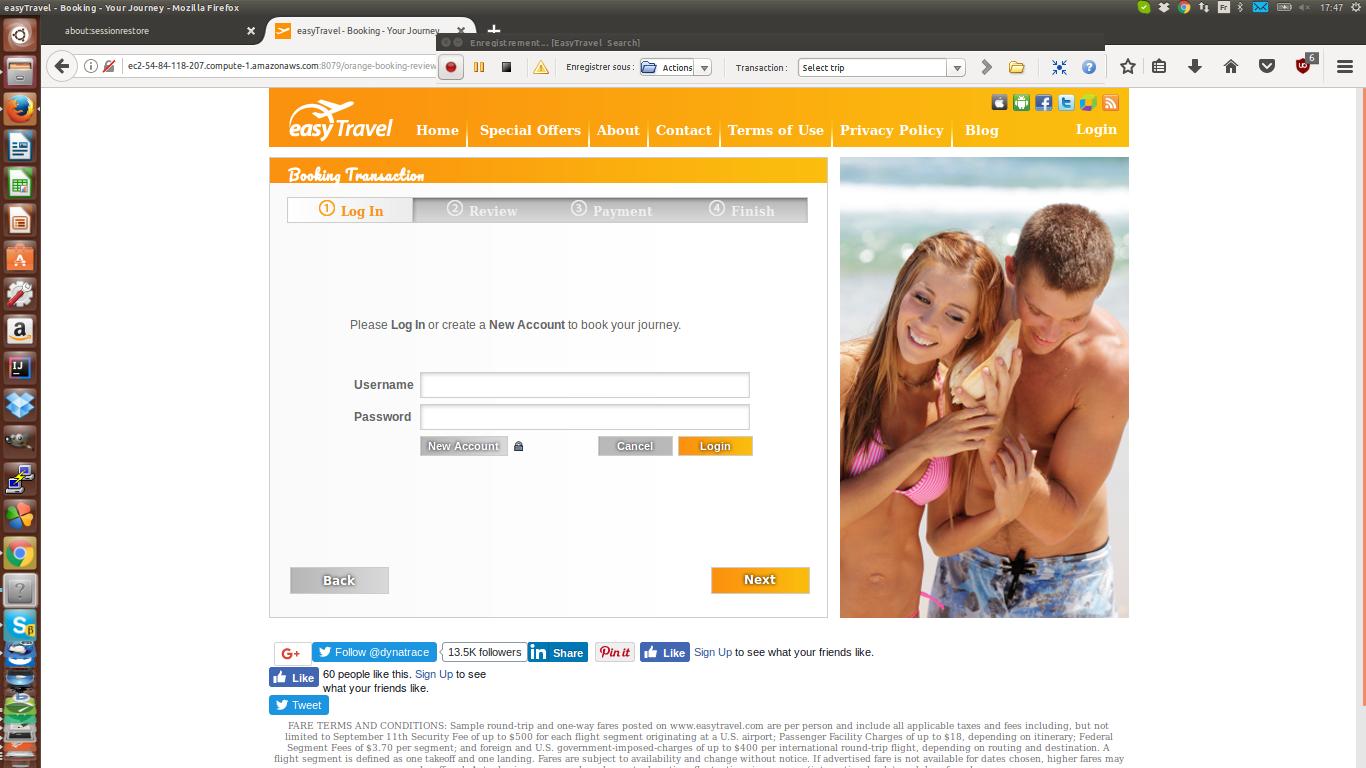 easyTravel - Booking - Your Journey - Mozilla Firefox
Fr
17:47
about:sessionrestore
easyTravel - Booking - Your Journey
Enregistrement... [EasyTravel Search]
ec2-54-84-118-207.compute-1.amazonaws.com:8079/orange-booking-review
Enregistrer sous :
Actions
Transaction :
Select trip
6
easyTravel
Home
Special Offers
About
Contact
Terms of Use
Privacy Policy
Blog
Login
Booking Transaction
1 Log In
2 Review
3 Payment
4 Finish
Please Log In or create a New Account to book your journey.
Username
Password
New Account
Cancel
Login
Back
Next
G+
Follow @dynatrace
13.5K followers
in Share
Pin it
Like
Sign Up to see what your friends like.
Like
60 people like this. Sign Up to see
what your friends like.
Tweet
FARE TERMS AND CONDITIONS: Sample round-trip and one-way fares posted on www.easytravel.com are per person and include all applicable taxes and fees including, but not
limited to September 11th Security Fee of up to $500 for each flight segment originating at a U.S. airport; Passenger Facility Charges of up to $18, depending on itinerary; Federal
Segment Fees of $3.70 per segment; and foreign and U.S. government-imposed-charges of up to $400 per international round-trip flight, depending on routing and destination. A
flight segment is defined as one takeoff and one landing. Fares are subject to availability and change without notice. If advertised fare is not available for dates chosen, higher fares may